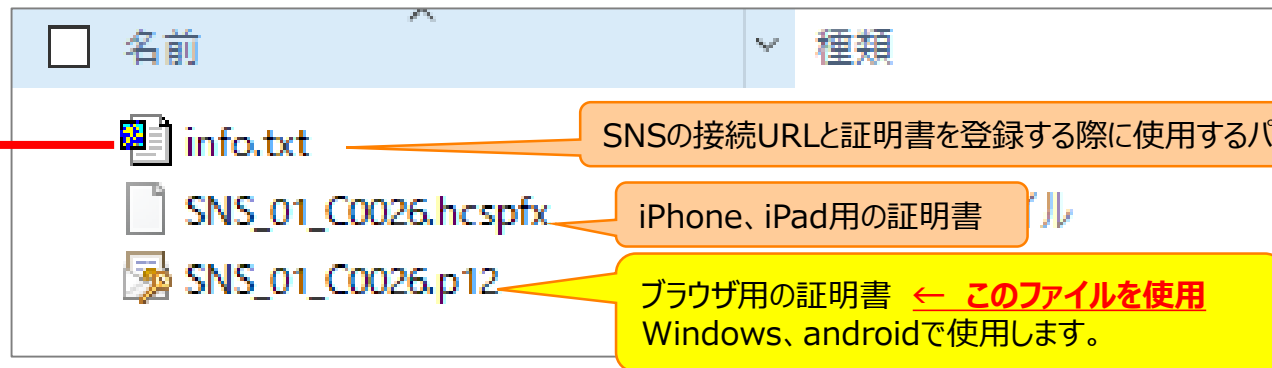 名前
種類
info.txt
SNSの接続URLと証明書を登録する際に使用するパ
SNS_01_C0026.hcspfx
iPhone、iPad用の証明書
イル
SNS_01_C0026.p12
ブラウザ用の証明書 ← このファイルを使用
Windows、androidで使用します。